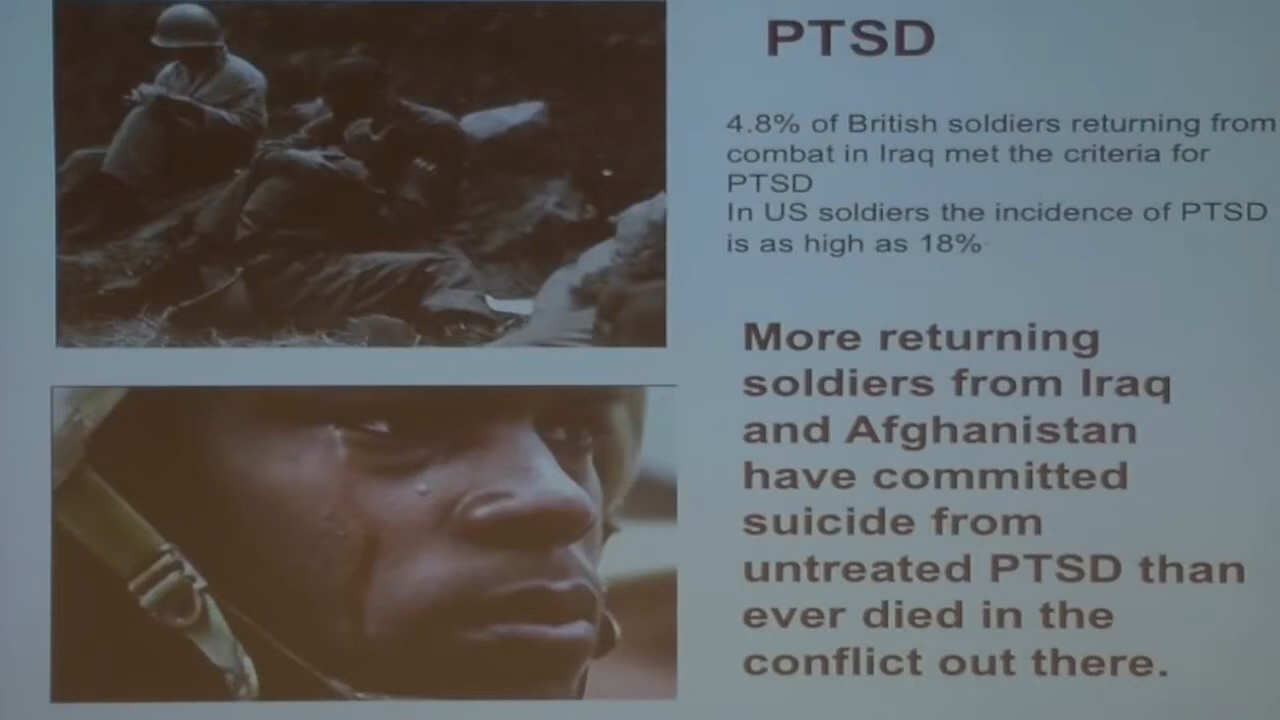 PTSD
4.8% of British soldiers returning from
combat in Iraq met the criteria for
PTSD
In US soldiers the incidence of PTSD
is as high as 18%
More returning
soldiers from Iraq
and Afghanistan
have committed
suicide from
untreated PTSD than
ever died in the
conflict out there.